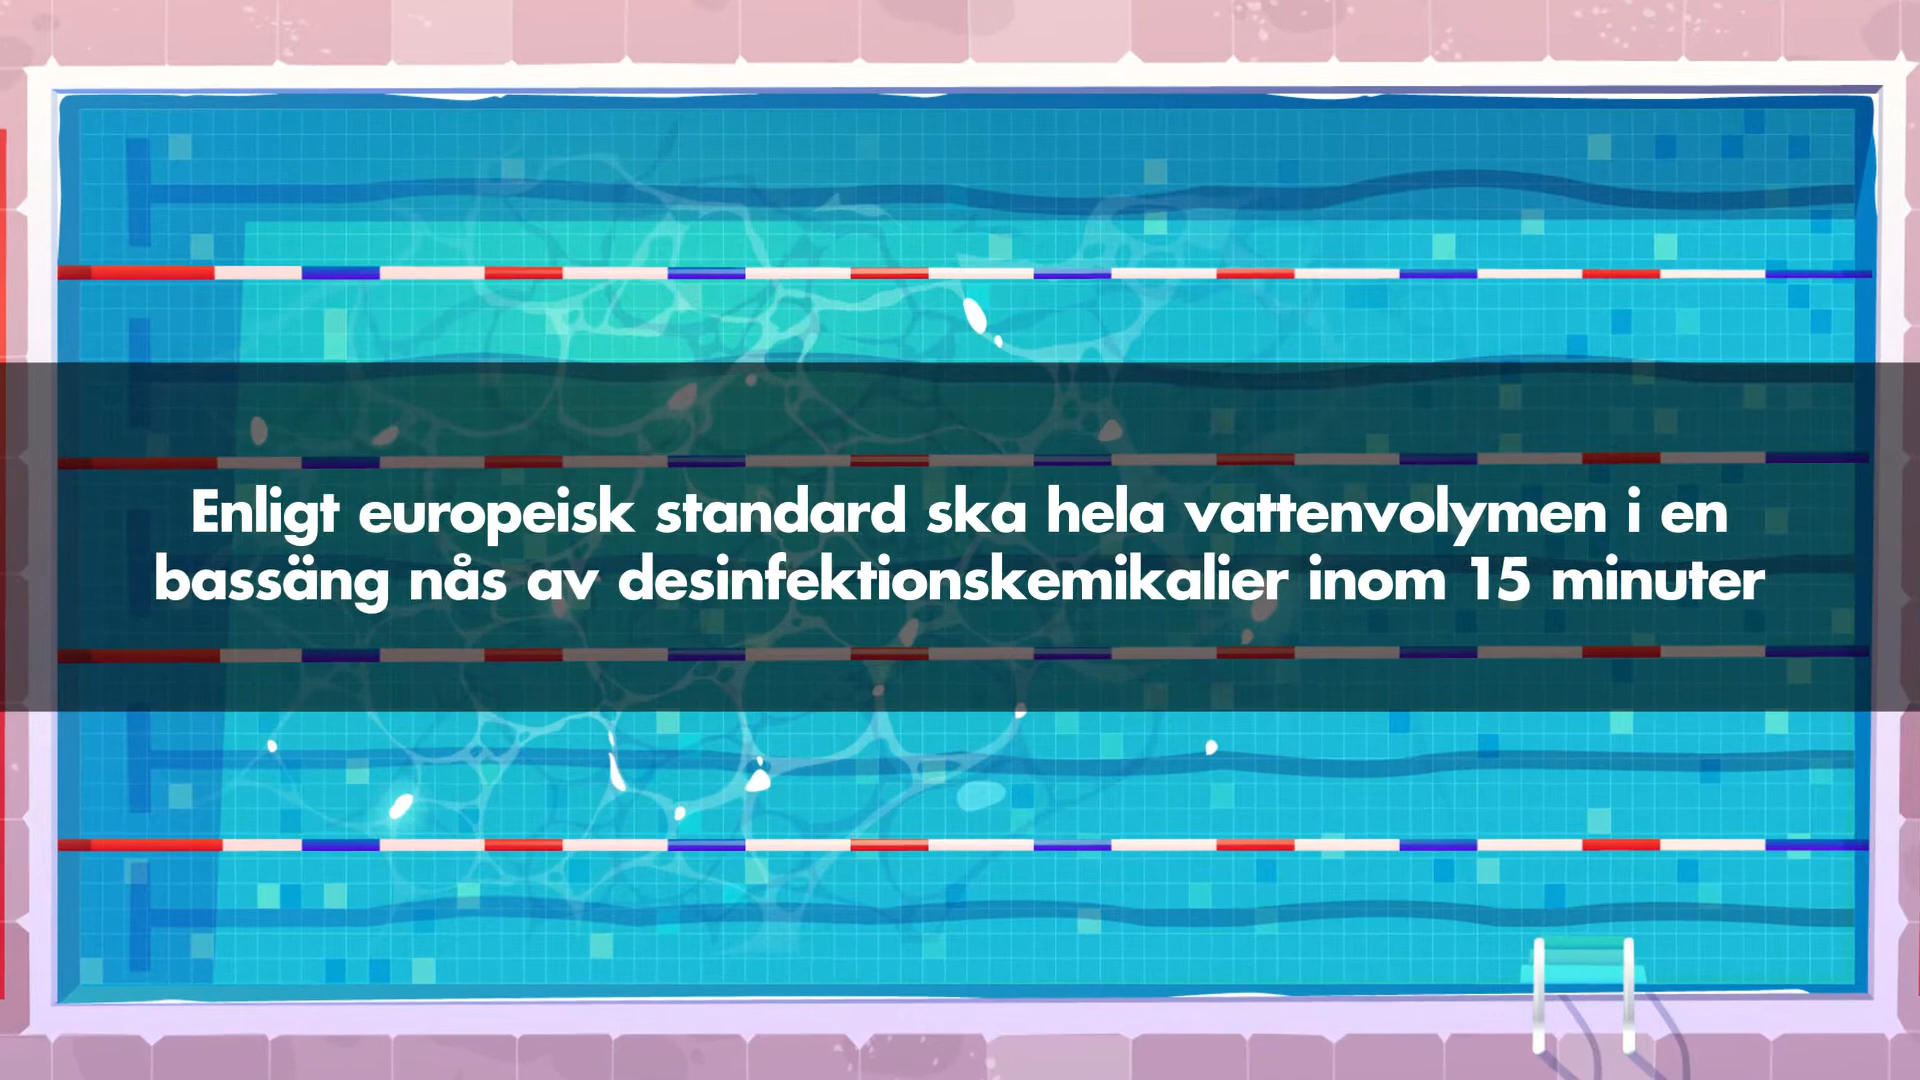 Enligt europeisk standard ska hela vattenvolymen i en
bassäng nås av desinfektionskemikalier inom 15 minuter